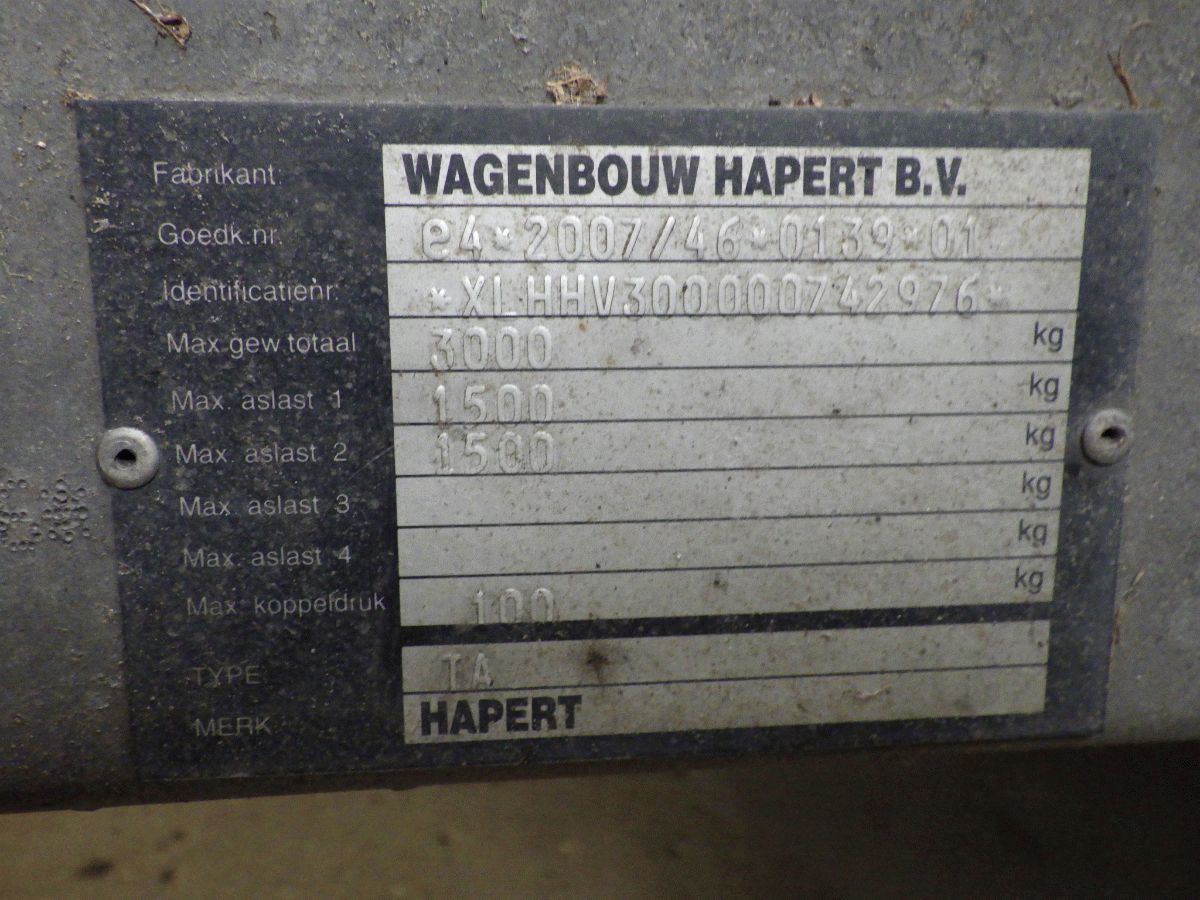 Fabrikant: WAGENBOUW HAPERT B.V.
Goedk.nr. e4*2007/46*0139*01
Identificatienr. *XLHHV300000742976*
Max.gew.totaal 3000 kg
Max. aslast 1 1500 kg
Max. aslast 2 1500 kg
Max. aslast 3 kg
Max. aslast 4 kg
Max. koppeldruk 100 kg
TYPE TA
MERK HAPERT